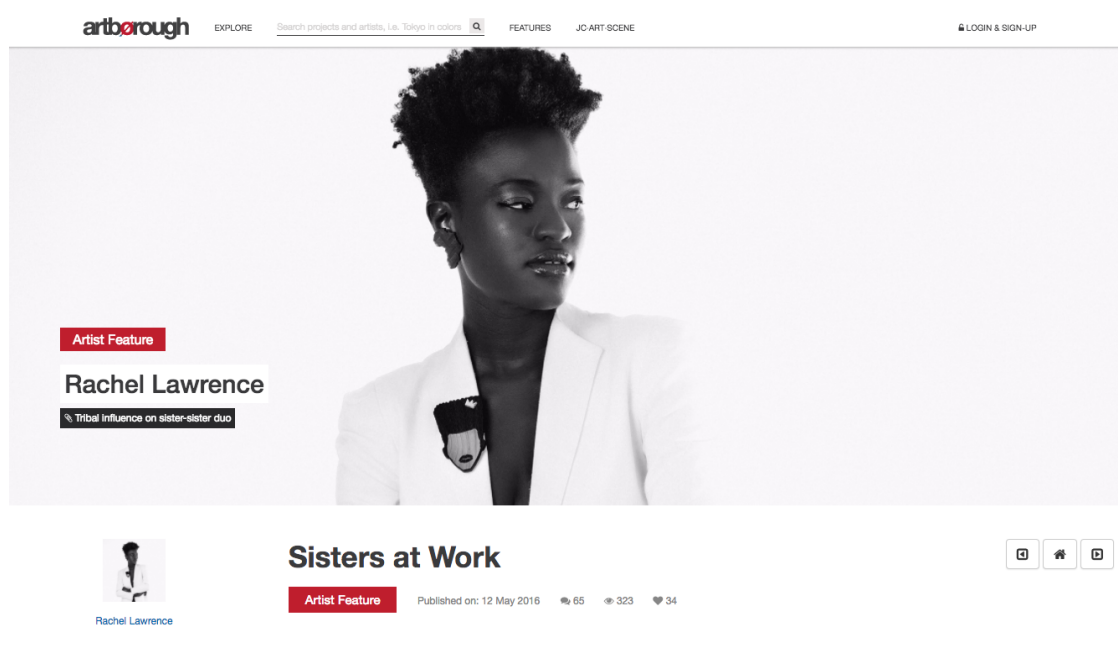 artbørough
EXPLORE
Search projects and artists, i.e. Tokyo in colors
FEATURES
JC-ART-SCENE
LOGIN & SIGN-UP
Artist Feature
Rachel Lawrence
Tribal influence on sister-sister duo
Sisters at Work
Artist Feature
Published on: 12 May 2016
65
323
34
Rachel Lawrence